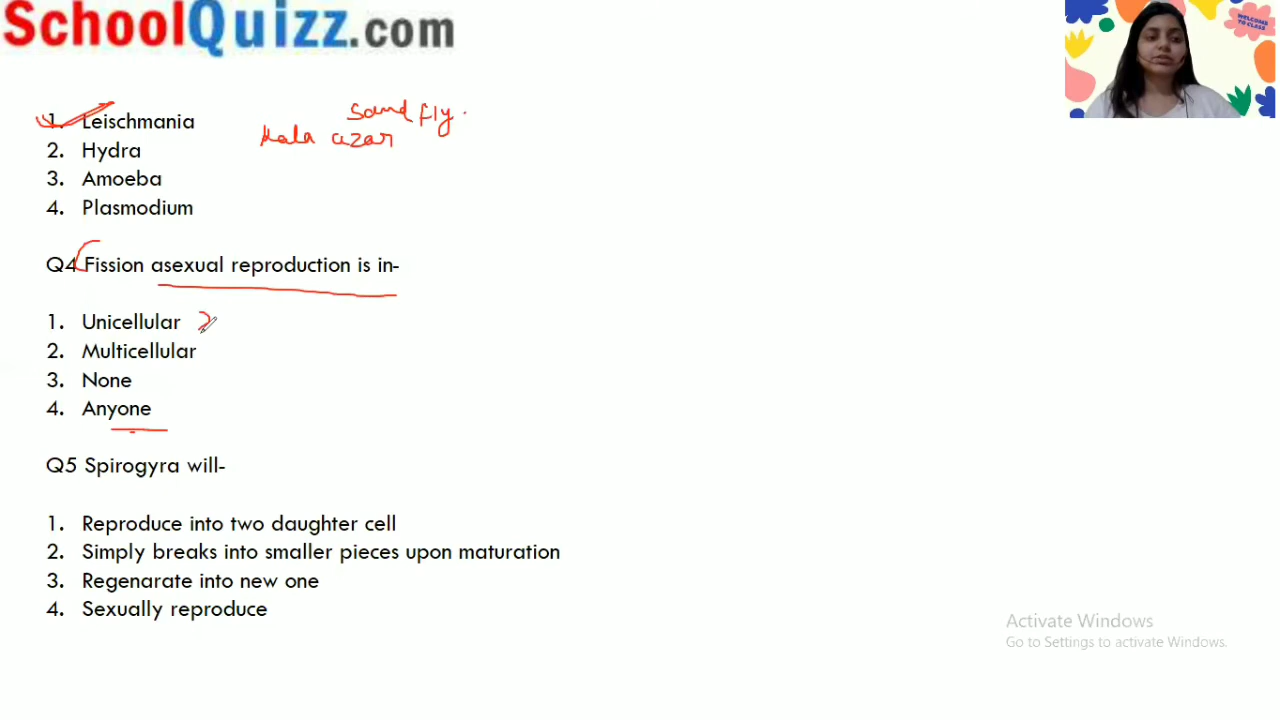 SchoolQuizz.com
WELCOME
TO CLASS
Sand fly.
1. Leischmania
kala azar
2. Hydra
3. Amoeba
4. Plasmodium
Q4 Fission asexual reproduction is in-
1. Unicellular
2. Multicellular
3. None
4. Anyone
Q5 Spirogyra will-
1. Reproduce into two daughter cell
2. Simply breaks into smaller pieces upon maturation
3. Regenarate into new one
4. Sexually reproduce
Activate Windows
Go to Settings to activate Windows.